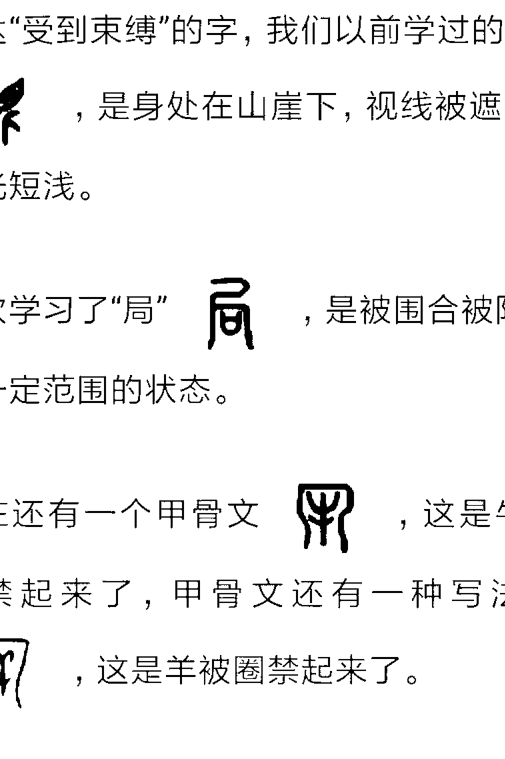 “受到束缚”的字，我们以前学过的
，是身处在山崖下，视线被遮
短浅。
学习了“局” ，是被围合被
一定范围的状态。
还有一个甲骨文 ，这是
禁起来了，甲骨文还有一种写
，这是羊被圈禁起来了。